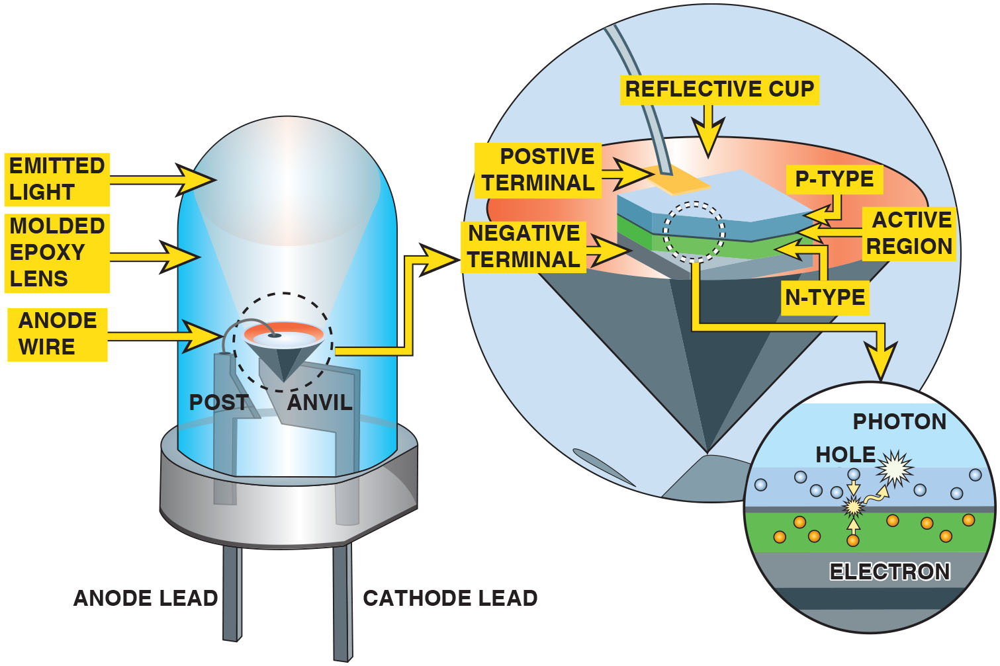 EMITTED
LIGHT
MOLDED
EPOXY
LENS
ANODE
WIRE
POST
ANVIL
ANODE LEAD
CATHODE LEAD
REFLECTIVE CUP
POSTIVE
TERMINAL
NEGATIVE
TERMINAL
P-TYPE
ACTIVE
REGION
N-TYPE
PHOTON
HOLE
ELECTRON